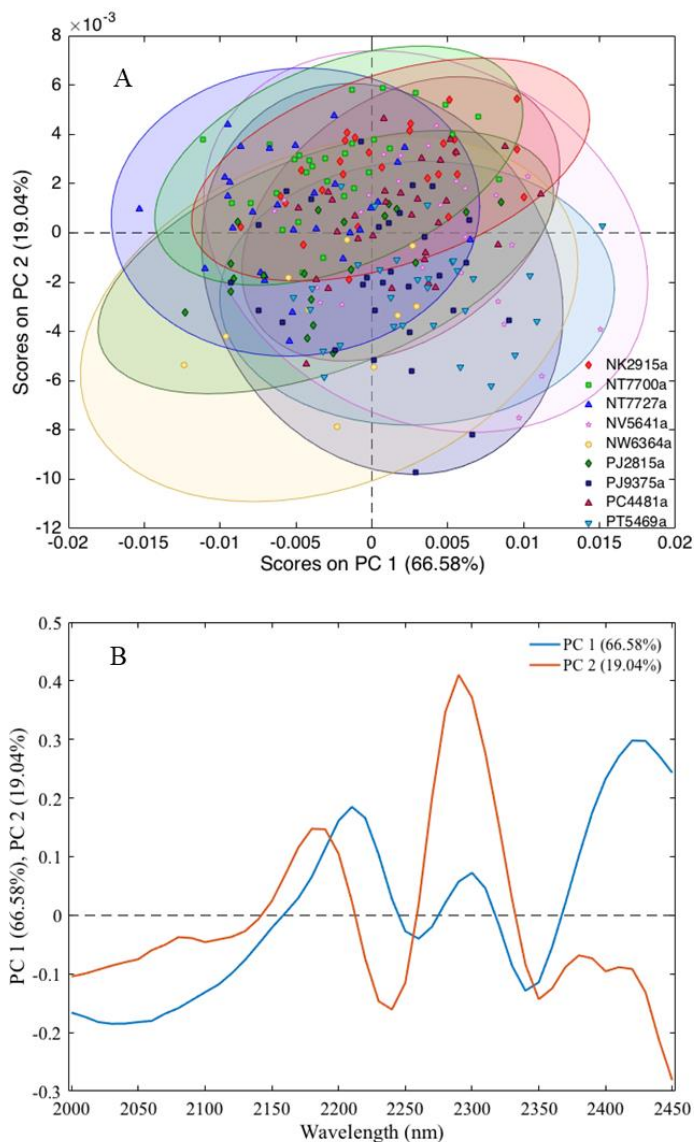 ×10⁻³
A
8
6
4
2
0
-2
-4
-6
-8
-10
-12
Scores on PC 2 (19.04%)
NK2915a
NT7700a
NT7727a
NV5641a
NW6364a
PJ2815a
PJ9375a
PC4481a
PT5469a
-0.02 -0.015 -0.01 -0.005 0 0.005 0.01 0.015 0.02
Scores on PC 1 (66.58%)
B
PC 1 (66.58%)
PC 2 (19.04%)
0.5
0.4
0.3
0.2
0.1
0
-0.1
-0.2
-0.3
PC 1 (66.58%), PC 2 (19.04%)
2000 2050 2100 2150 2200 2250 2300 2350 2400 2450
Wavelength (nm)